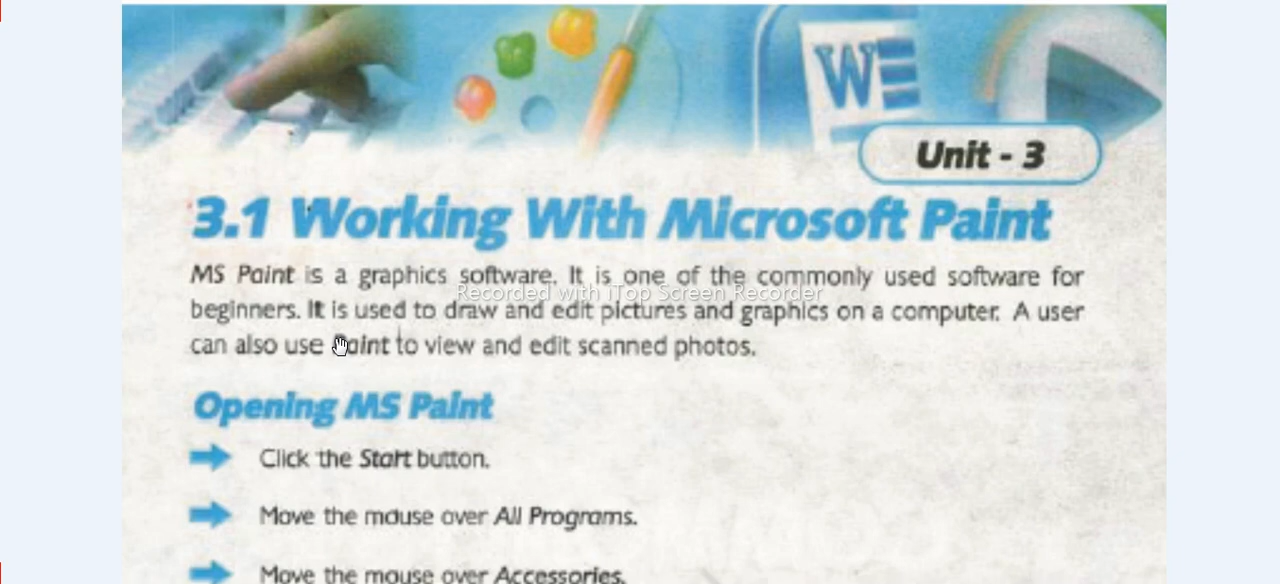 W
Unit - 3
3.1 Working With Microsoft Paint
MS Paint is a graphics software. It is one of the commonly used software for
Recorded with iTop Screen Recorder
beginners. It is used to draw and edit pictures and graphics on a computer. A user
can also use Paint to view and edit scanned photos.
Opening MS Paint
Click the Start button.
Move the mouse over All Programs.
Move the mouse over Accessories.